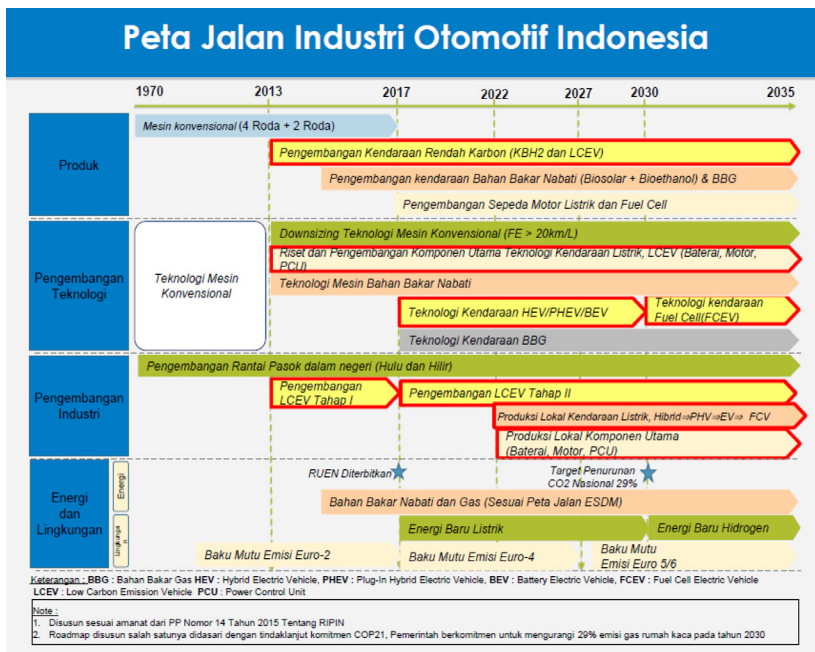 Peta Jalan Industri Otomotif Indonesia
1970 2013 2017 2022 2027 2030 2035
Produk
Mesin konvensional (4 Roda + 2 Roda)
Pengembangan Kendaraan Rendah Karbon (KBH2 dan LCEV)
Pengembangan kendaraan Bahan Bakar Nabati (Biosolar + Bioethanol) & BBG
Pengembangan Sepeda Motor Listrik dan Fuel Cell
Pengembangan
Teknologi
Teknologi Mesin
Konvensional
Downsizing Teknologi Mesin Konvensional (FE > 20km/L)
Riset dan Pengembangan Komponen Utama Teknologi Kendaraan Listrik, LCEV (Baterai, Motor,
PCU)
Teknologi Mesin Bahan Bakar Nabati
Teknologi Kendaraan HEV/PHEV/BEV
Teknologi kendaraan
Fuel Cell(FCEV)
Teknologi Kendaraan BBG
Pengembangan
Industri
Pengembangan Rantai Pasok dalam negeri (Hulu dan Hilir)
Pengembangan
LCEV Tahap I
Pengembangan LCEV Tahap II
Produksi Lokal Kendaraan Listrik, Hibrid⇒PHV⇒EV⇒ FCV
Produksi Lokal Komponen Utama
(Baterai, Motor, PCU)
Energi
dan
Lingkungan
Energi
Lingkunga
n
RUEN Diterbitkan
Target Penurunan
CO2 Nasional 29%
Bahan Bakar Nabati dan Gas (Sesuai Peta Jalan ESDM)
Energi Baru Listrik
Energi Baru Hidrogen
Baku Mutu Emisi Euro-2
Baku Mutu Emisi Euro-4
Baku Mutu
Emisi Euro 5/6
Keterangan : BBG : Bahan Bakar Gas HEV : Hybrid Electric Vehicle, PHEV : Plug-In Hybrid Electric Vehicle, BEV : Battery Electric Vehicle, FCEV : Fuel Cell Electric Vehicle
LCEV : Low Carbon Emission Vehicle PCU : Power Control Unit
Note :
1. Disusun sesuai amanat dari PP Nomor 14 Tahun 2015 Tentang RIPIN
2. Roadmap disusun salah satunya didasari dengan tindaklanjut komitmen COP21, Pemerintah berkomitmen untuk mengurangi 29% emisi gas rumah kaca pada tahun 2030